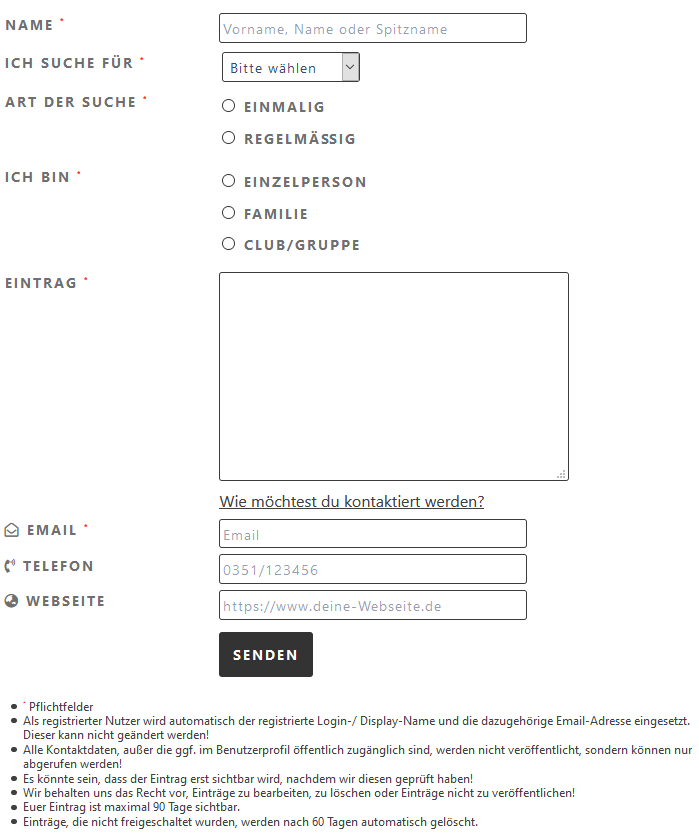 NAME *
Vorname, Name oder Spitzname
ICH SUCHE FÜR *
Bitte wählen
ART DER SUCHE *
EINMALIG
REGELMÄSSIG
ICH BIN *
EINZELPERSON
FAMILIE
CLUB/GRUPPE
EINTRAG *
Wie möchtest du kontaktiert werden?
EMAIL *
Email
TELEFON
0351/123456
WEBSEITE
https://www.deine-Webseite.de
SENDEN
* Pflichtfelder
Als registrierter Nutzer wird automatisch der registrierte Login-/ Display-Name und die dazugehörige Email-Adresse eingesetzt.
Dieser kann nicht geändert werden!
Alle Kontaktdaten, außer die ggf. im Benutzerprofil öffentlich zugänglich sind, werden nicht veröffentlicht, sondern können nur
abgerufen werden!
Es könnte sein, dass der Eintrag erst sichtbar wird, nachdem wir diesen geprüft haben!
Wir behalten uns das Recht vor, Einträge zu bearbeiten, zu löschen oder Einträge nicht zu veröffentlichen!
Euer Eintrag ist maximal 90 Tage sichtbar.
Einträge, die nicht freigeschaltet wurden, werden nach 60 Tagen automatisch gelöscht.